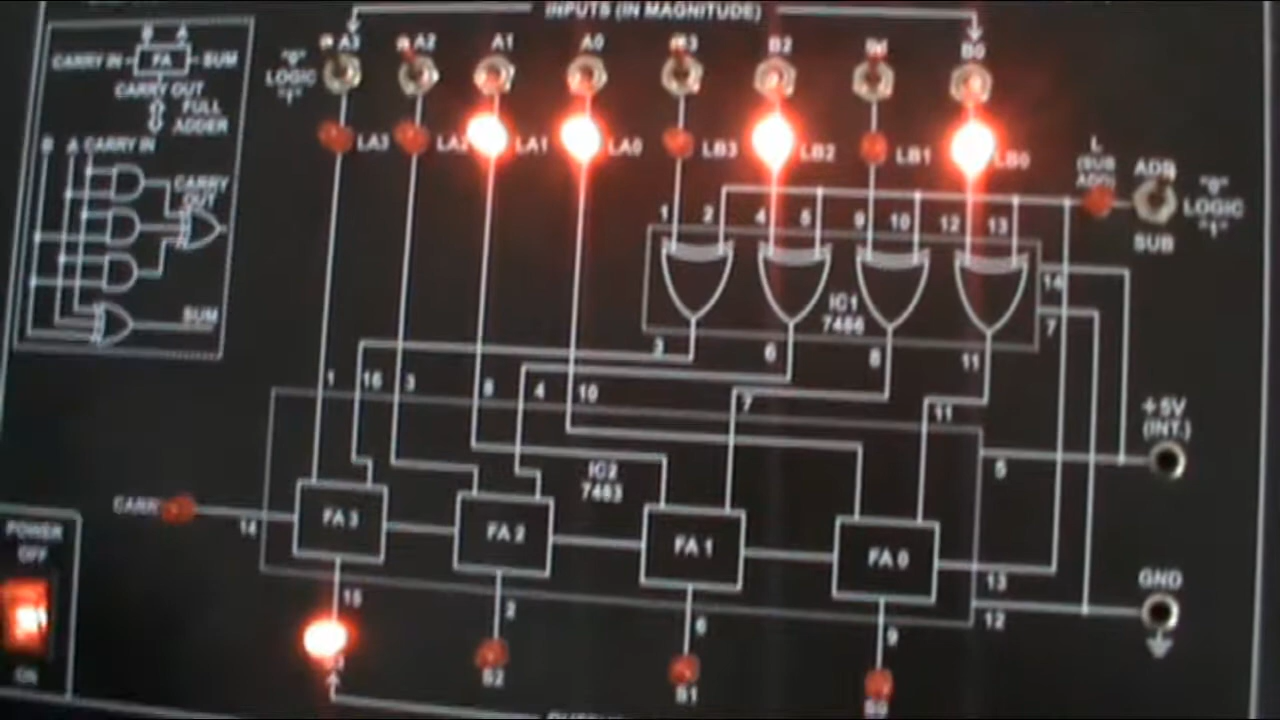 INPUTS (IN MAGNITUDE)
A3 A2 A1 A0 B3 B2 B1 B0
"0"
LOGIC
"1"
LA3 LA2 LA1 LA0 LB3 LB2 LB1 LB0
B A
CARRY IN FA SUM
CARRY OUT
FULL
ADDER
B A CARRY IN
CARRY
OUT
SUM
L
(SUB
ADD)
ADD
"0"
LOGIC
"1"
SUB
1 2 4 5 9 10 12 13
IC1
7486
14
7
3 6 8 11
1 16 3 8 4 10 7 11
+5V
(INT.)
5
IC2
7483
CARRY
14
FA 3 FA 2 FA 1 FA 0
13
12
GND
15 2 6 9
S2 S1 S0
POWER
OFF
ON